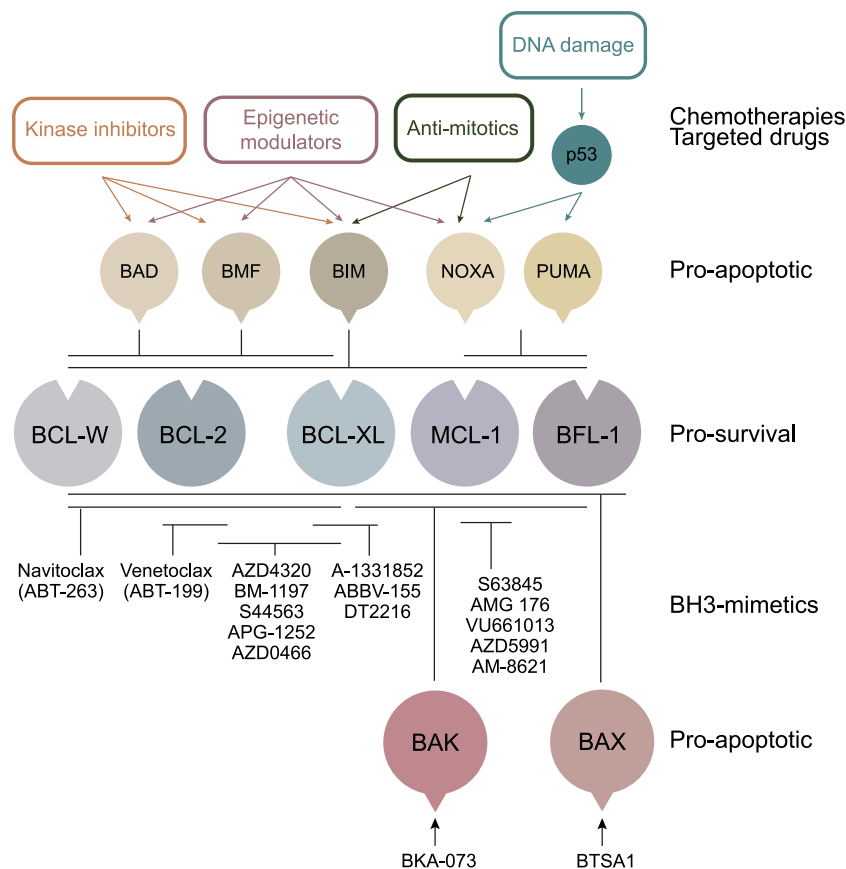 DNA damage
Chemotherapies
Targeted drugs
Kinase inhibitors
Epigenetic
modulators
Anti-mitotics
p53
BAD
BMF
BIM
NOXA
PUMA
Pro-apoptotic
BCL-W
BCL-2
BCL-XL
MCL-1
BFL-1
Pro-survival
Navitoclax
(ABT-263)
Venetoclax
(ABT-199)
AZD4320
BM-1197
S44563
APG-1252
AZD0466
A-1331852
ABBV-155
DT2216
S63845
AMG 176
VU661013
AZD5991
AM-8621
BH3-mimetics
BAK
BAX
Pro-apoptotic
BKA-073
BTSA1